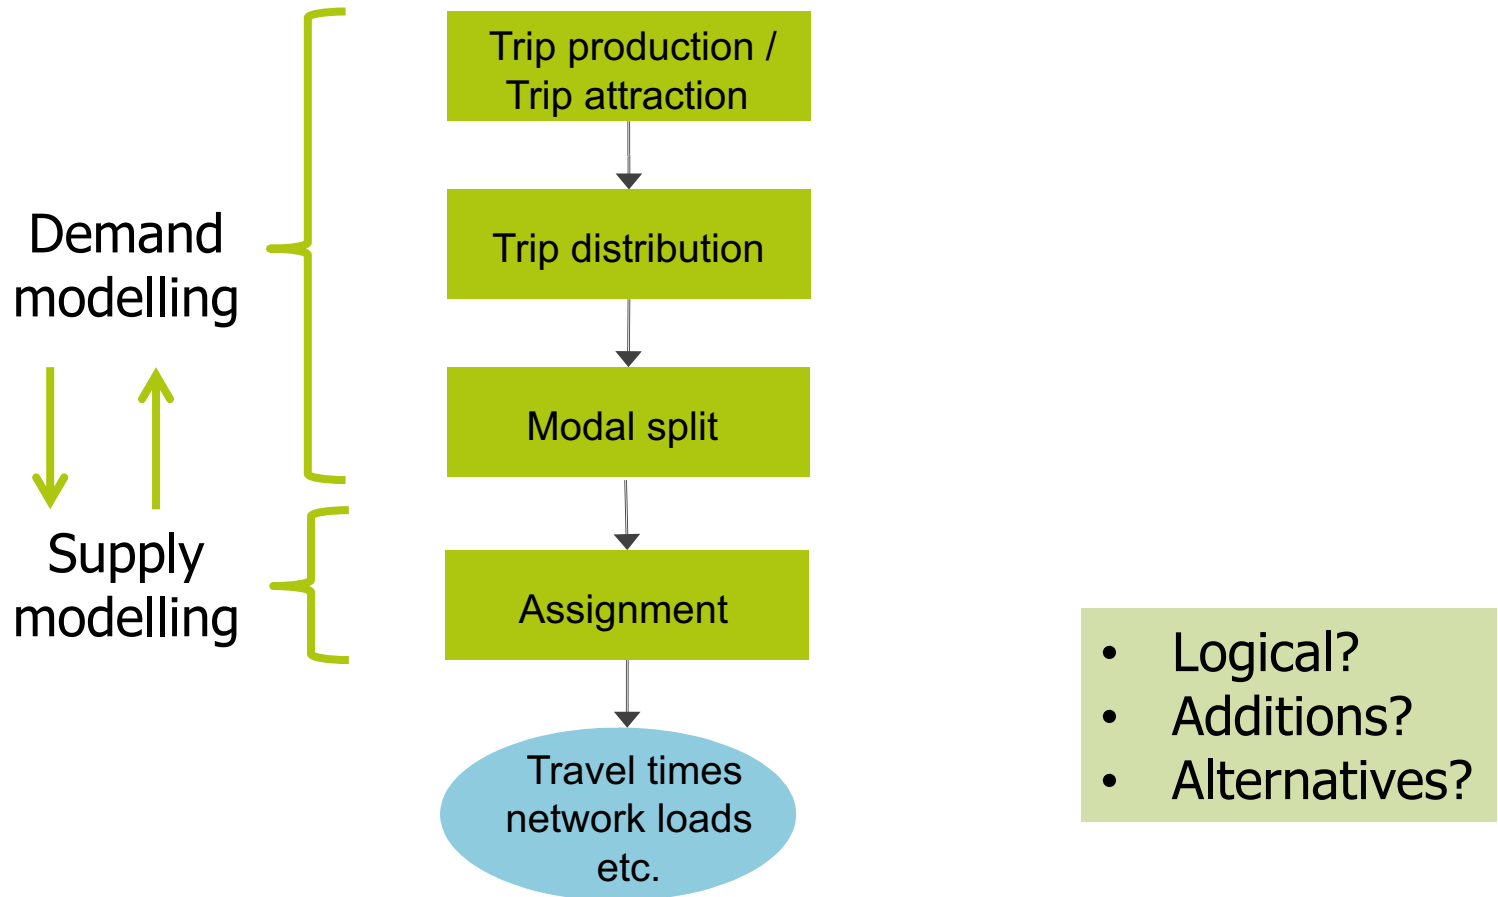 Trip production /
Trip attraction
Trip distribution
Demand
modelling
Modal split
Supply
modelling
Assignment
Travel times
network loads
etc.
• Logical?
• Additions?
• Alternatives?